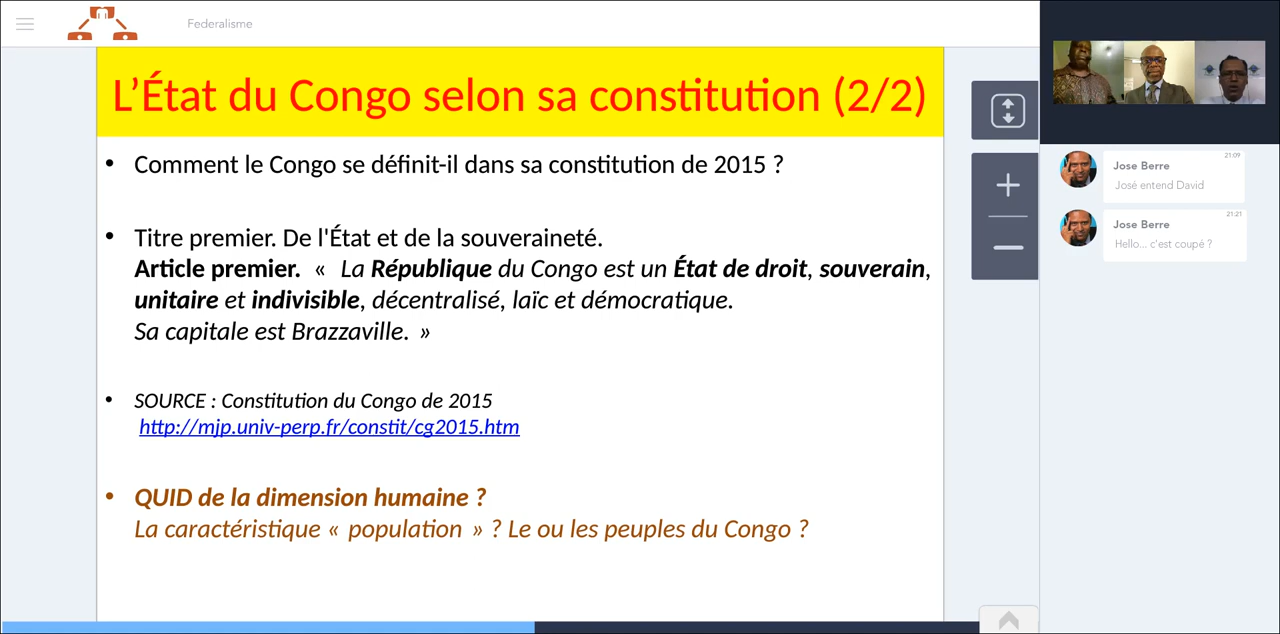 Federalisme
L’État du Congo selon sa constitution (2/2)
• Comment le Congo se définit-il dans sa constitution de 2015 ?
• Titre premier. De l'État et de la souveraineté.
Article premier. « La République du Congo est un État de droit, souverain,
unitaire et indivisible, décentralisé, laïc et démocratique.
Sa capitale est Brazzaville. »
• SOURCE : Constitution du Congo de 2015
http://mjp.univ-perp.fr/constit/cg2015.htm
• QUID de la dimension humaine ?
La caractéristique « population » ? Le ou les peuples du Congo ?
21:09
Jose Berre
José entend David
21:21
Jose Berre
Hello... c'est coupé ?